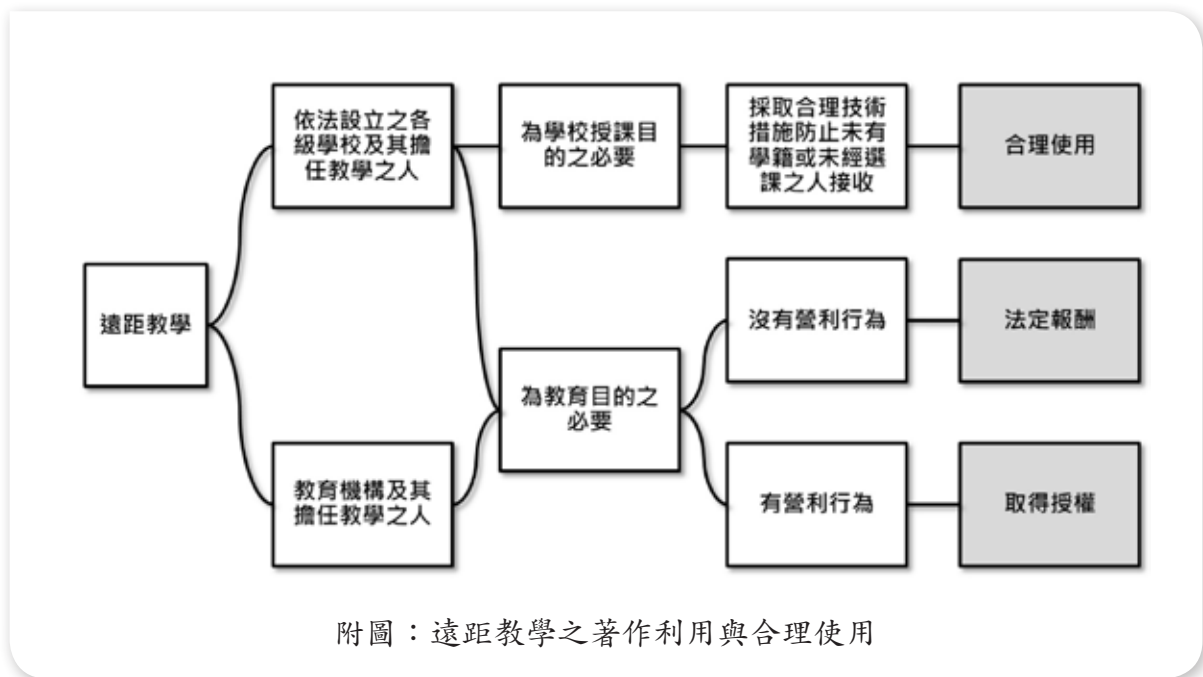 遠距教學
依法設立之各
級學校及其擔
任教學之人
為學校授課目
的之必要
採取合理技術
措施防止未有
學籍或未經選
課之人接收
合理使用
教育機構及其
擔任教學之人
為教育目的之
必要
沒有營利行為
法定報酬
有營利行為
取得授權
附圖：遠距教學之著作利用與合理使用